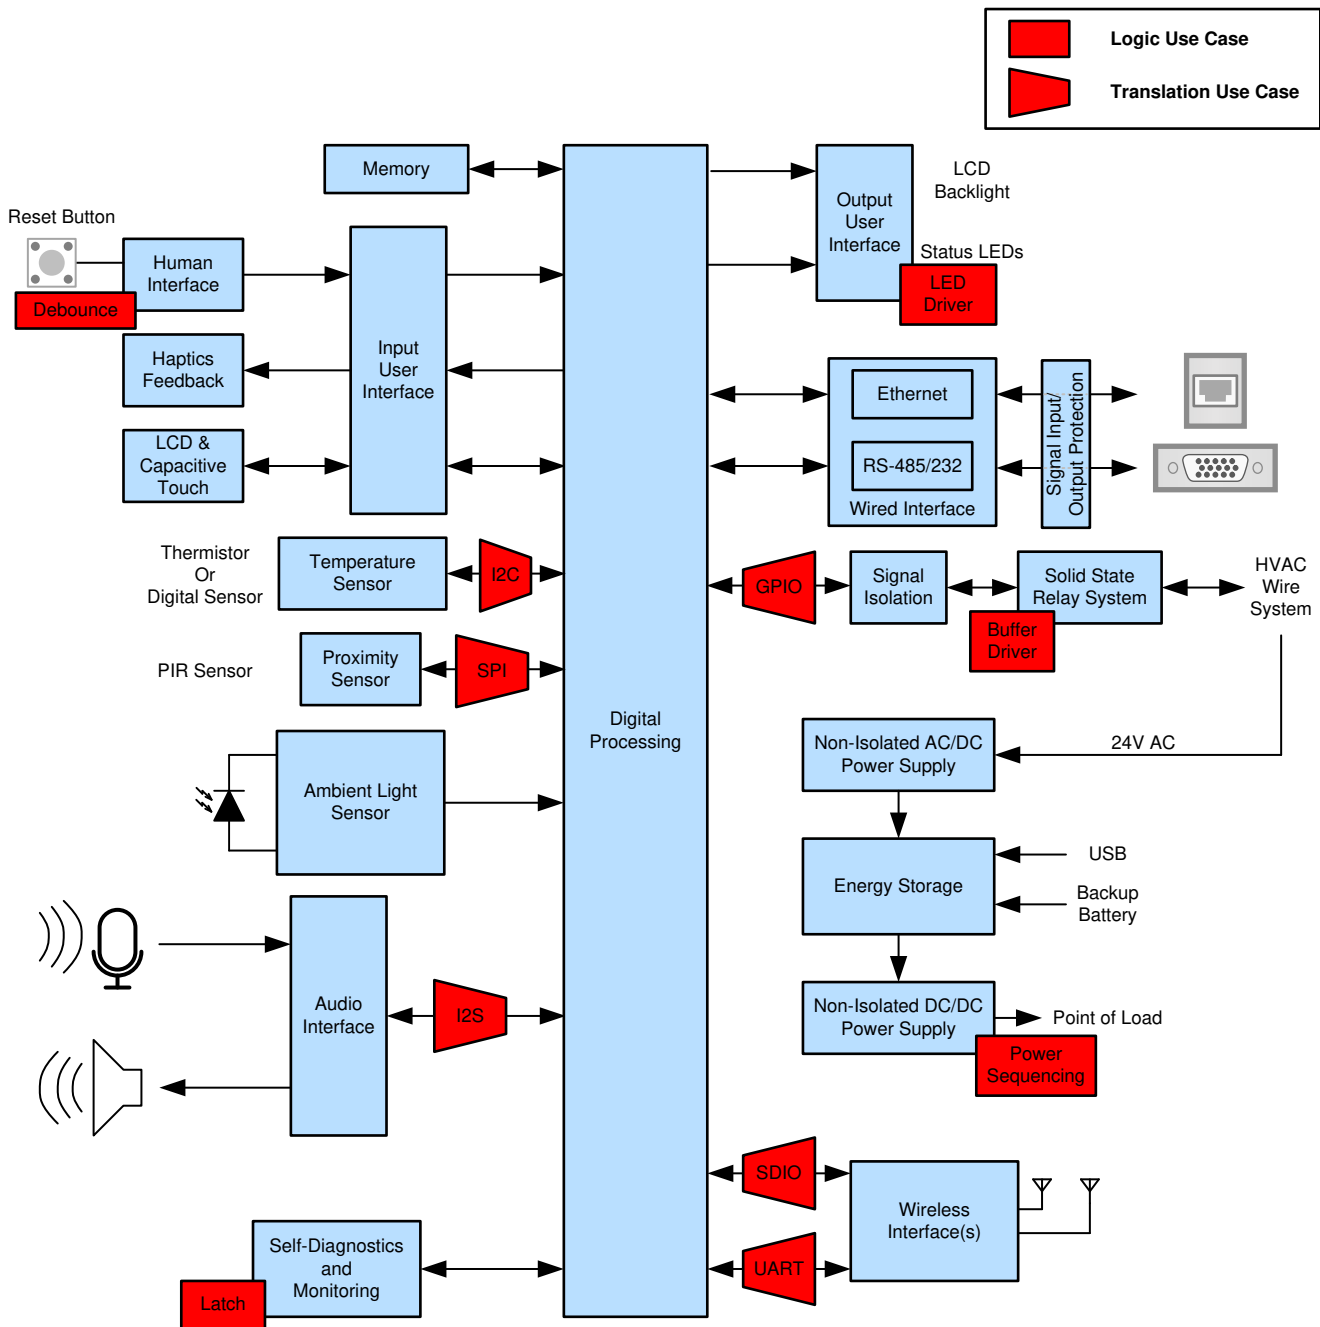 Logic Use Case
Translation Use Case
Memory
Reset Button
Human
Interface
Debounce
Haptics
Feedback
LCD &
Capacitive
Touch
Input
User
Interface
Thermistor
Or
Digital Sensor
Temperature
Sensor
I2C
PIR Sensor
Proximity
Sensor
SPI
Ambient Light
Sensor
Audio
Interface
I2S
Self-Diagnostics
and
Monitoring
Latch
Digital
Processing
Output
User
Interface
LCD
Backlight
Status LEDs
LED
Driver
Ethernet
RS-485/232
Wired Interface
Signal Input/
Output Protection
GPIO
Signal
Isolation
Solid State
Relay System
Buffer
Driver
HVAC
Wire
System
Non-Isolated AC/DC
Power Supply
24V AC
Energy Storage
USB
Backup
Battery
Non-Isolated DC/DC
Power Supply
Point of Load
Power
Sequencing
SDIO
UART
Wireless
Interface(s)